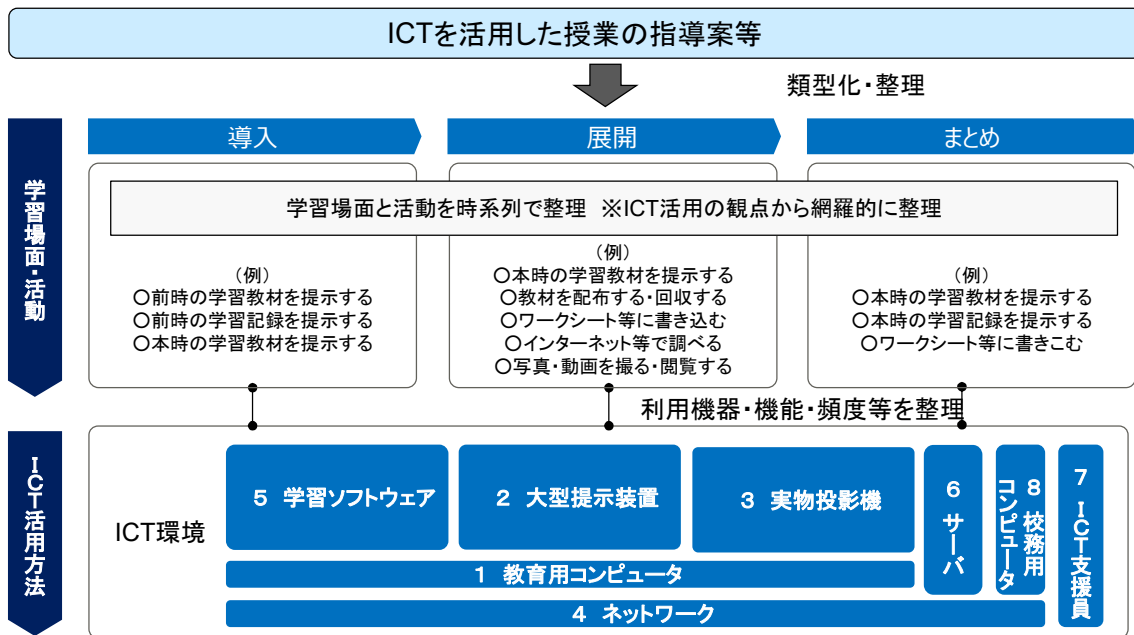 ICTを活用した授業の指導案等
類型化・整理
学習場面・活動
導入
展開
まとめ
学習場面と活動を時系列で整理 ※ICT活用の観点から網羅的に整理
（例）
○前時の学習教材を提示する
○前時の学習記録を提示する
○本時の学習教材を提示する
（例）
○本時の学習教材を提示する
○教材を配布する・回収する
○ワークシート等に書き込む
○インターネット等で調べる
○写真・動画を撮る・閲覧する
（例）
○本時の学習教材を提示する
○本時の学習記録を提示する
○ワークシート等に書きこむ
利用機器・機能・頻度等を整理
ICT活用方法
ICT環境
5 学習ソフトウェア
2 大型提示装置
3 実物投影機
6 サーバ
8 校務用
コンピュータ
7 ICT支援員
1 教育用コンピュータ
4 ネットワーク